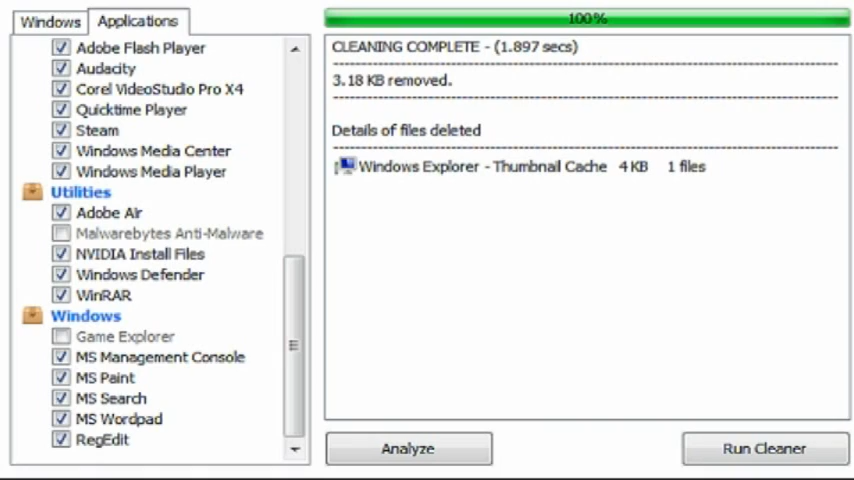 Windows
Applications
Adobe Flash Player
Audacity
Corel VideoStudio Pro X4
Quicktime Player
Steam
Windows Media Center
Windows Media Player
Utilities
Adobe Air
Malwarebytes Anti-Malware
NVIDIA Install Files
Windows Defender
WinRAR
Windows
Game Explorer
MS Management Console
MS Paint
MS Search
MS Wordpad
RegEdit
100%
CLEANING COMPLETE - (1.897 secs)
3.18 KB removed.
Details of files deleted
Windows Explorer - Thumbnail Cache 4 KB 1 files
Analyze
Run Cleaner